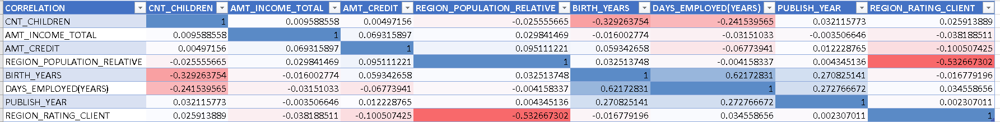 CORRELATION CNT_CHILDREN AMT_INCOME_TOTAL AMT_CREDIT REGION_POPULATION_RELATIVE BIRTH_YEARS DAYS_EMPLOYED(YEARS) PUBLISH_YEAR REGION_RATING_CLIENT
CNT_CHILDREN 1 0.009588558 0.00497156 -0.025555665 -0.329263754 -0.241539565 0.032115773 0.025913889
AMT_INCOME_TOTAL 0.009588558 1 0.069315897 0.029841469 -0.016002774 -0.03151033 -0.003506646 -0.038188511
AMT_CREDIT 0.00497156 0.069315897 1 0.095111221 0.059342658 -0.06773941 0.012228765 -0.100507425
REGION_POPULATION_RELATIVE -0.025555665 0.029841469 0.095111221 1 0.032513748 -0.004158337 0.004345136 -0.532667302
BIRTH_YEARS -0.329263754 -0.016002774 0.059342658 0.032513748 1 0.62172831 0.270825141 -0.016779196
DAYS_EMPLOYED(YEARS) -0.241539565 -0.03151033 -0.06773941 -0.004158337 0.62172831 1 0.272766672 0.034558656
PUBLISH_YEAR 0.032115773 -0.003506646 0.012228765 0.004345136 0.270825141 0.272766672 1 0.002307011
REGION_RATING_CLIENT 0.025913889 -0.038188511 -0.100507425 -0.532667302 -0.016779196 0.034558656 0.002307011 1